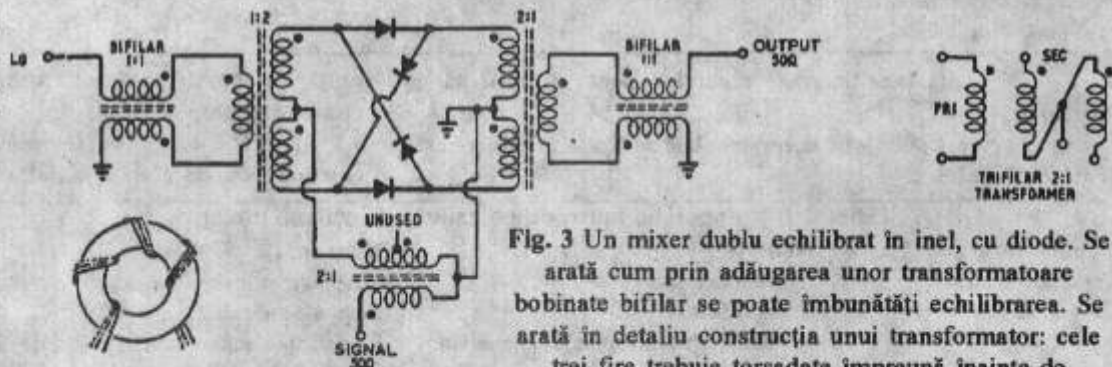 1:2
2:1
LO
BIFILAR
1:1
BIFILAR
1:1
OUTPUT
50Ω
SEC
PRI
TRIFILAR 2:1
TRANSFORMER
UNUSED
2:1
SIGNAL
50Ω
Fig. 3 Un mixer dublu echilibrat în inel, cu diode. Se
arată cum prin adăugarea unor transformatoare
bobinate bifilar se poate îmbunătăți echilibrarea. Se
arată în detaliu construcția unui transformator: cele
trei fire trebuie torsadate împreună înainte de